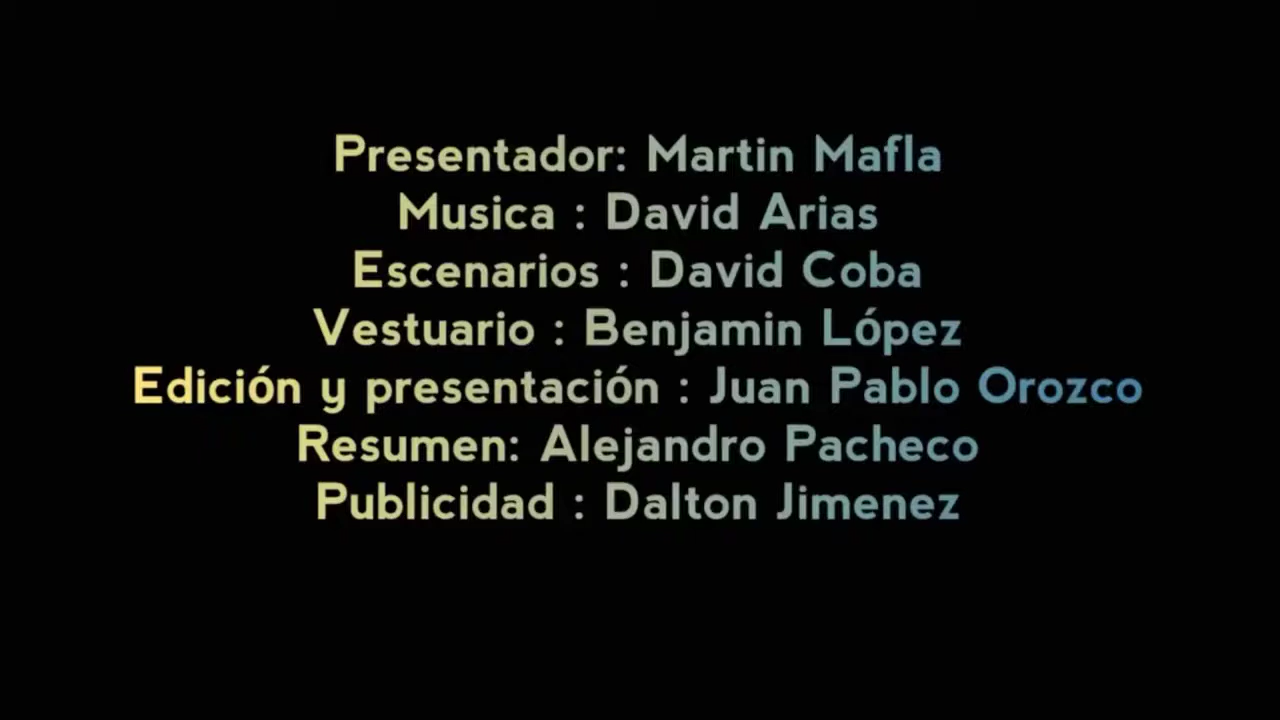 Presentador: Martin Mafla
Musica : David Arias
Escenarios : David Coba
Vestuario : Benjamin López
Edición y presentación : Juan Pablo Orozco
Resumen: Alejandro Pacheco
Publicidad : Dalton Jimenez